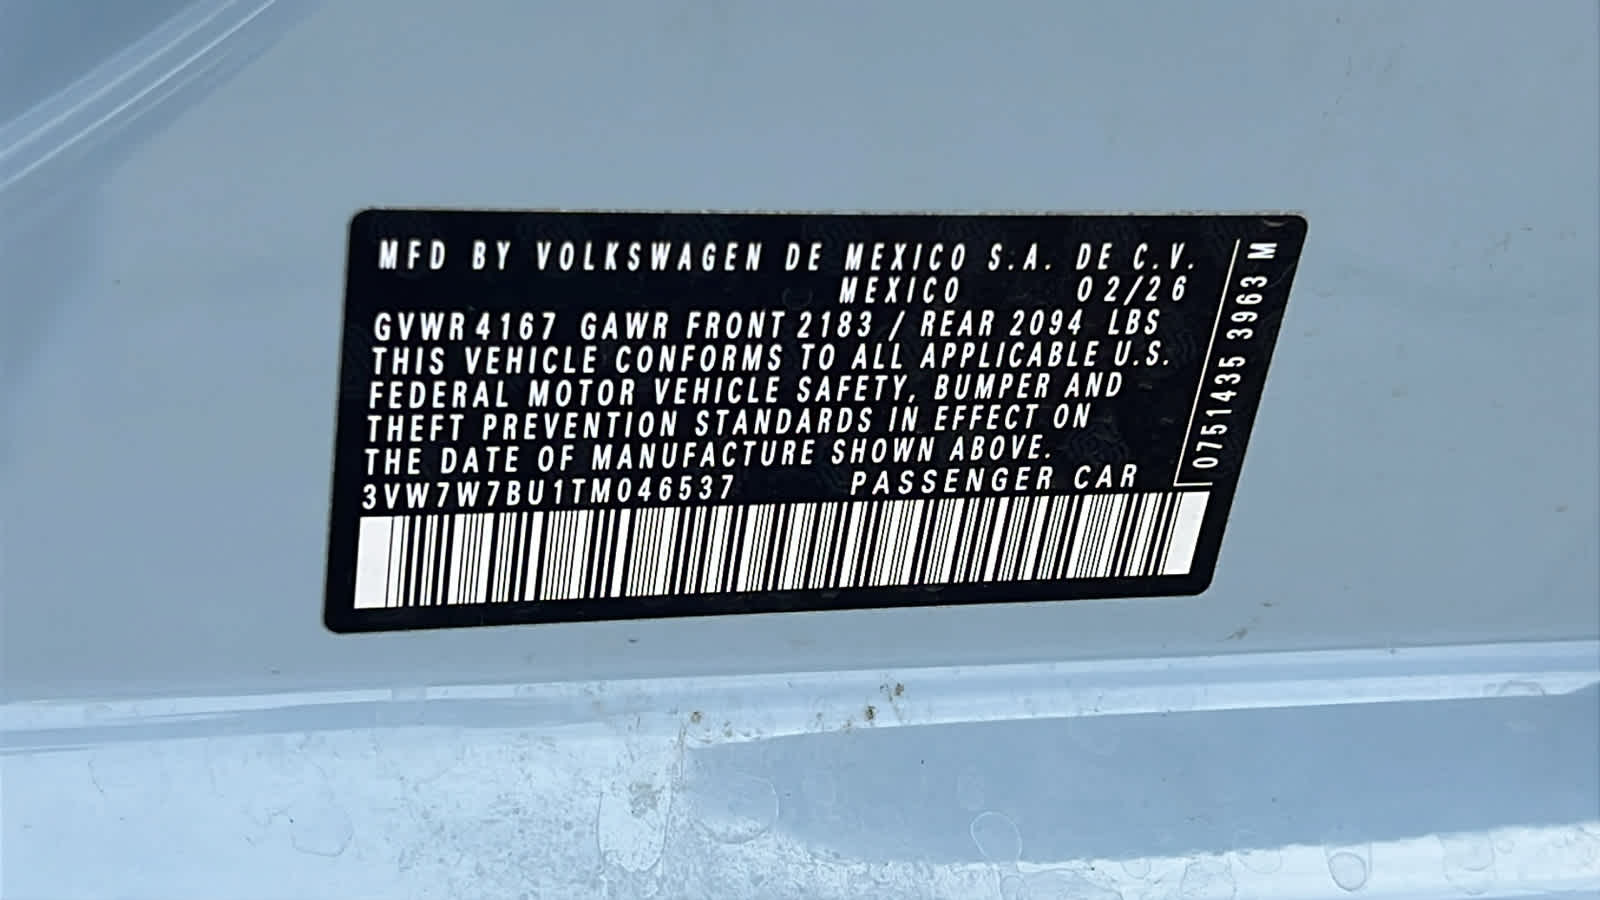 MFD BY VOLKSWAGEN DE MEXICO S.A. DE C.V.
MEXICO 02/26
GVWR 4167 GAWR FRONT 2183 / REAR 2094 LBS
THIS VEHICLE CONFORMS TO ALL APPLICABLE U.S.
FEDERAL MOTOR VEHICLE SAFETY, BUMPER AND
THEFT PREVENTION STANDARDS IN EFFECT ON
THE DATE OF MANUFACTURE SHOWN ABOVE.
3VW7W7BU1TM046537 PASSENGER CAR
0751435 3963 M